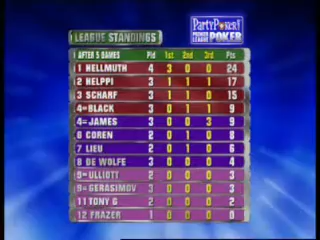 PartyPoker!
PREMIER LEAGUE POKER
LEAGUE STANDINGS
AFTER 5 GAMES Pld 1st 2nd 3rd Pts
1 HELLMUTH 4 3 0 0 24
2 HELPPI 3 1 1 1 17
3 SCHARF 3 1 1 0 15
4= BLACK 3 0 1 1 9
4= JAMES 3 0 3 0 9
6 COREN 2 0 1 0 8
7 LIEU 2 0 1 0 6
8 DE WOLFE 3 0 0 0 4
9= ULLIOTT 2 0 0 0 3
9= GERASIMOV 3 0 0 0 3
11 TONY G 2 0 0 0 2
12 FRAZER 1 0 0 0 0